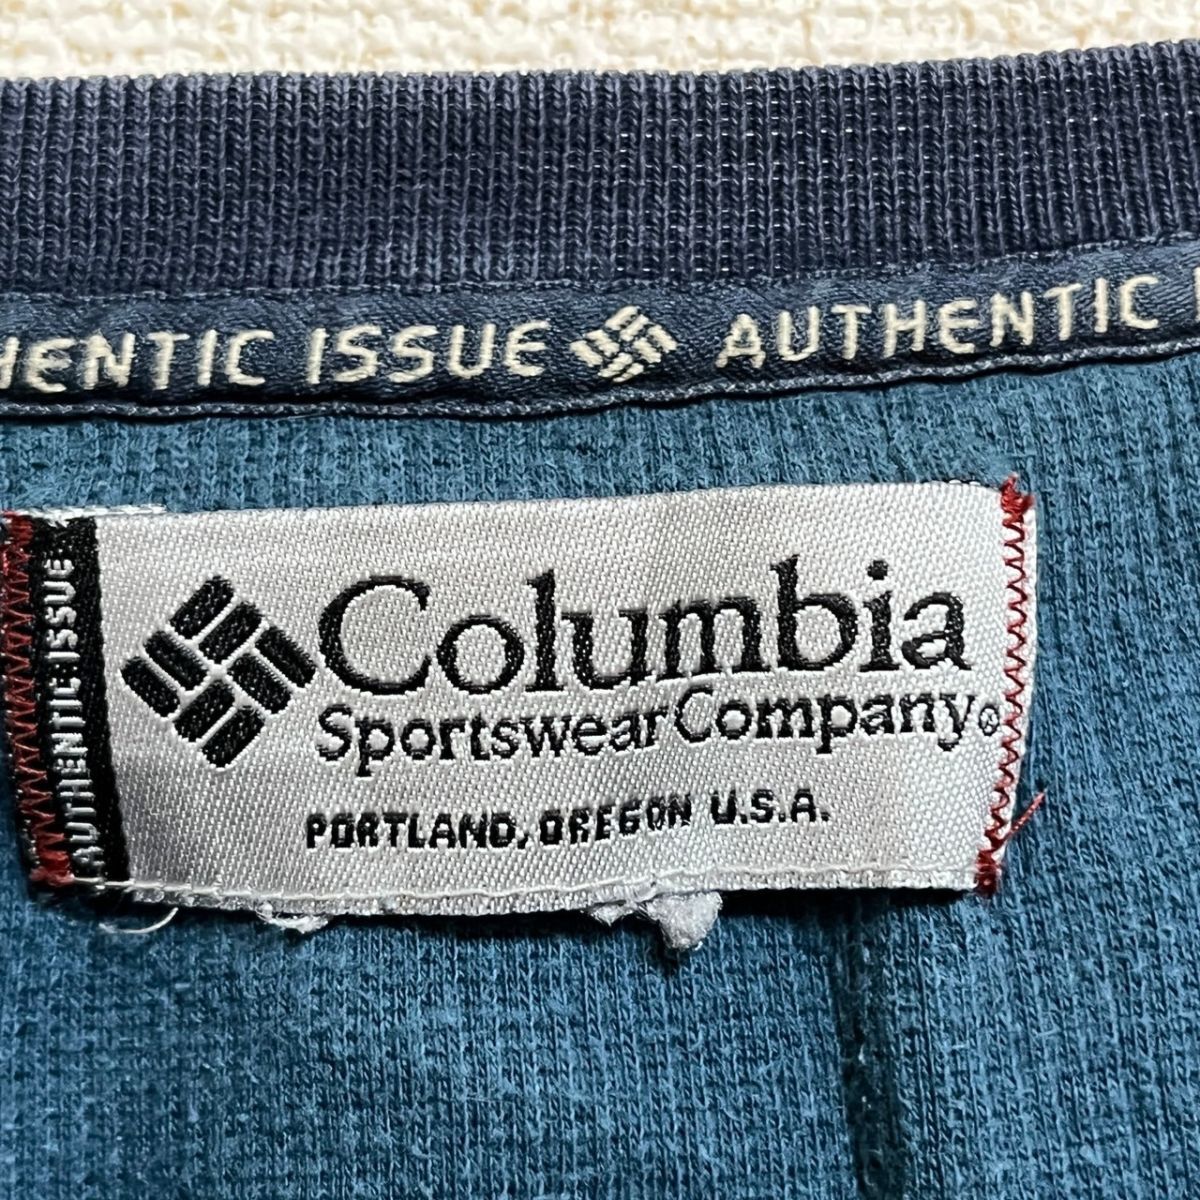 HENTIC ISSUE AUTHENTIC
AUTHENTIC ISSUE
Columbia
Sportswear Company®
PORTLAND, OREGON U.S.A.